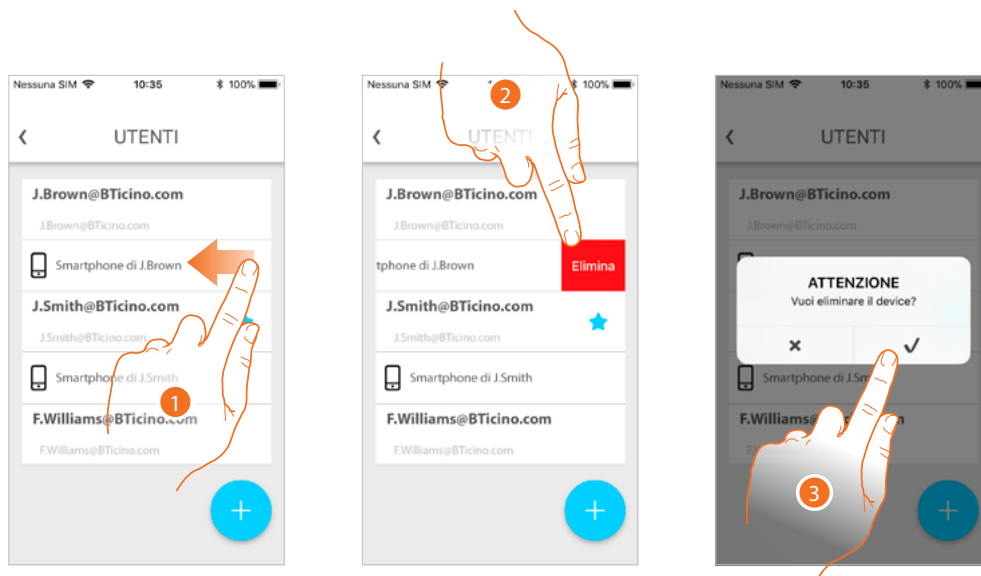 Nessuna SIM 10:35 100%
UTENTI
J.Brown@BTicino.com
J.Brown@BTicino.com
Smartphone di J.Brown
J.Smith@BTicino.com
J.Smith@BTicino.com
Smartphone di J.Smith
F.Williams@BTicino.com
F.Williams@BTicino.com
+
1
Nessuna SIM 100%
2
UTENTI
J.Brown@BTicino.com
J.Brown@BTicino.com
tphone di J.Brown Elimina
J.Smith@BTicino.com
J.Smith@BTicino.com
Smartphone di J.Smith
F.Williams@BTicino.com
F.Williams@BTicino.com
+
Nessuna SIM 10:35 100%
UTENTI
J.Brown@BTicino.com
J.Brown@BTicino.com
ATTENZIONE
Vuoi eliminare il device?
Smartphone di J.Sm
F.Williams
3
+